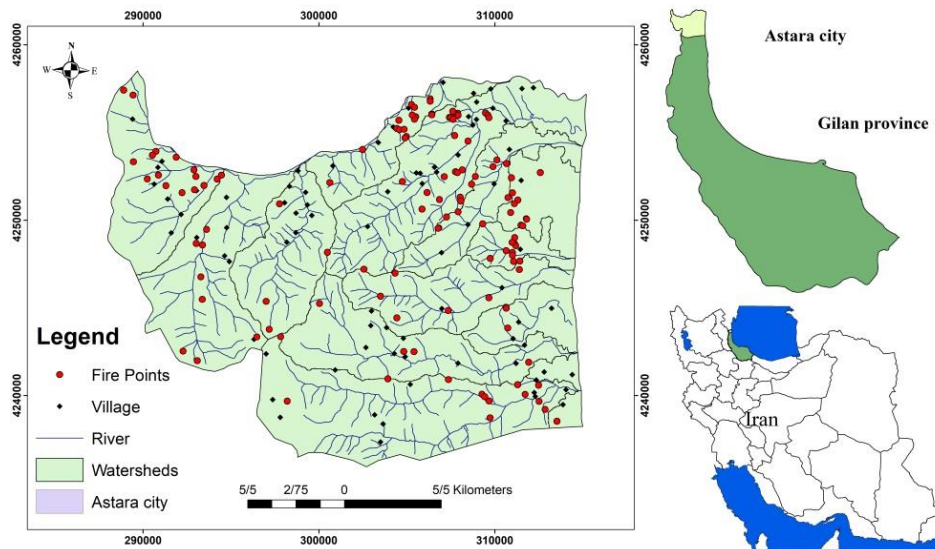 290000
300000
310000
4260000
4250000
4240000
N
W
E
S
Legend
Fire Points
Village
River
Watersheds
Astara city
5/5
2/75
0
5/5 Kilometers
4260000
4250000
4240000
290000
300000
310000
Astara city
Gilan province
Iran